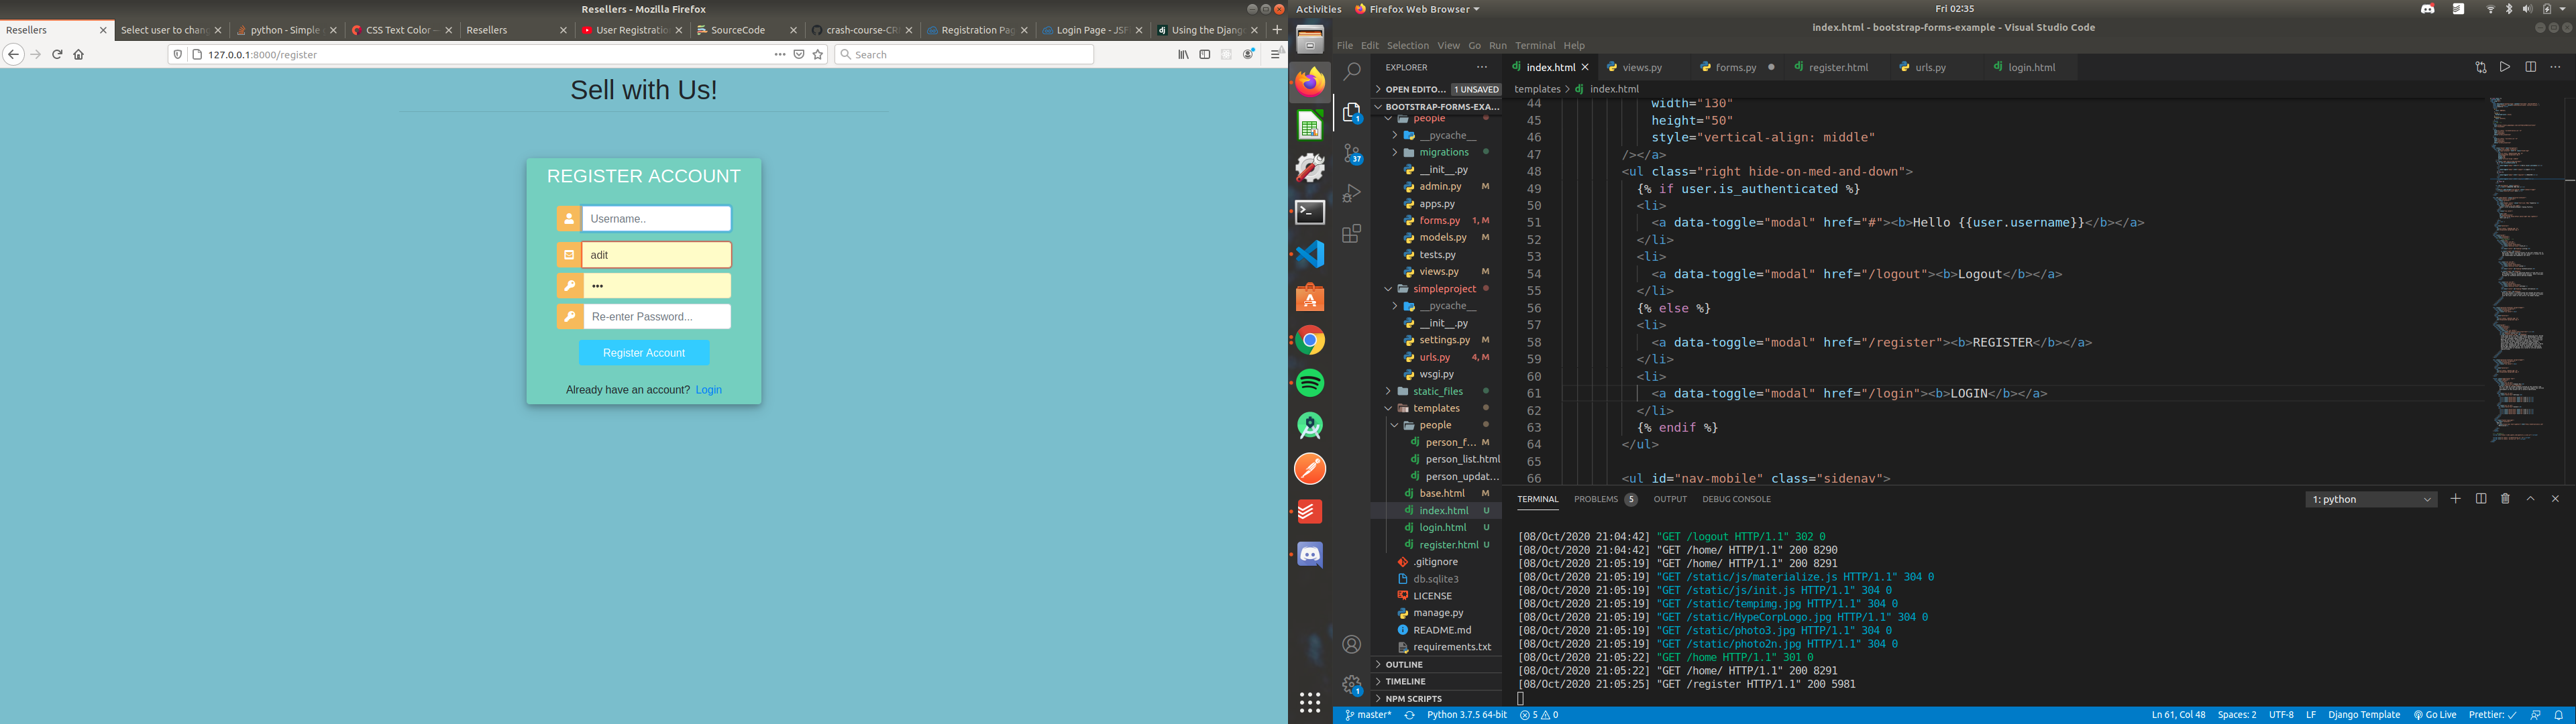 Resellers - Mozilla Firefox
Resellers
Select user to chang
python - Simple
CSS Text Color
Resellers
User Registratio
SourceCode
crash-course-CR
Registration Pag
Login Page - JSF
Using the Djang
127.0.0.1:8000/register
Search
Sell with Us!
REGISTER ACCOUNT
Username..
adit
•••
Re-enter Password...
Register Account
Already have an account? Login
Activities
Firefox Web Browser
Fri 02:35
index.html - bootstrap-forms-example - Visual Studio Code
File Edit Selection View Go Run Terminal Help
EXPLORER
OPEN EDITO... 1 UNSAVED
BOOTSTRAP-FORMS-EXA...
people
__pycache__
migrations
__init__.py
admin.py M
apps.py
forms.py 1, M
models.py M
tests.py
views.py M
simpleproject
__pycache__
__init__.py
settings.py M
urls.py 4, M
wsgi.py
static_files
templates
people
person_f... M
person_list.html
person_updat...
base.html M
index.html U
login.html U
register.html U
.gitignore
db.sqlite3
LICENSE
manage.py
README.md
requirements.txt
OUTLINE
TIMELINE
NPM SCRIPTS
1
37
1
index.html
views.py
forms.py
register.html
urls.py
login.html
templates > index.html
44 width="130"
45 height="50"
46 style="vertical-align: middle"
47 /></a>
48 <ul class="right hide-on-med-and-down">
49 {% if user.is_authenticated %}
50 <li>
51 <a data-toggle="modal" href="#"><b>Hello {{user.username}}</b></a>
52 </li>
53 <li>
54 <a data-toggle="modal" href="/logout"><b>Logout</b></a>
55 </li>
56 {% else %}
57 <li>
58 <a data-toggle="modal" href="/register"><b>REGISTER</b></a>
59 </li>
60 <li>
61 <a data-toggle="modal" href="/login"><b>LOGIN</b></a>
62 </li>
63 {% endif %}
64 </ul>
65
66 <ul id="nav-mobile" class="sidenav">
TERMINAL PROBLEMS 5 OUTPUT DEBUG CONSOLE
1: python
[08/Oct/2020 21:04:42] "GET /logout HTTP/1.1" 302 0
[08/Oct/2020 21:04:42] "GET /home/ HTTP/1.1" 200 8290
[08/Oct/2020 21:05:19] "GET /home/ HTTP/1.1" 200 8291
[08/Oct/2020 21:05:19] "GET /static/js/materialize.js HTTP/1.1" 304 0
[08/Oct/2020 21:05:19] "GET /static/js/init.js HTTP/1.1" 304 0
[08/Oct/2020 21:05:19] "GET /static/tempimg.jpg HTTP/1.1" 304 0
[08/Oct/2020 21:05:19] "GET /static/HypeCorpLogo.jpg HTTP/1.1" 304 0
[08/Oct/2020 21:05:19] "GET /static/photo3.jpg HTTP/1.1" 304 0
[08/Oct/2020 21:05:19] "GET /static/photo2n.jpg HTTP/1.1" 304 0
[08/Oct/2020 21:05:22] "GET /home HTTP/1.1" 301 0
[08/Oct/2020 21:05:22] "GET /home/ HTTP/1.1" 200 8291
[08/Oct/2020 21:05:25] "GET /register HTTP/1.1" 200 5981
master*
Python 3.7.5 64-bit
5 0
Ln 61, Col 48
Spaces: 2
UTF-8
LF
Django Template
Go Live
Prettier: ✓